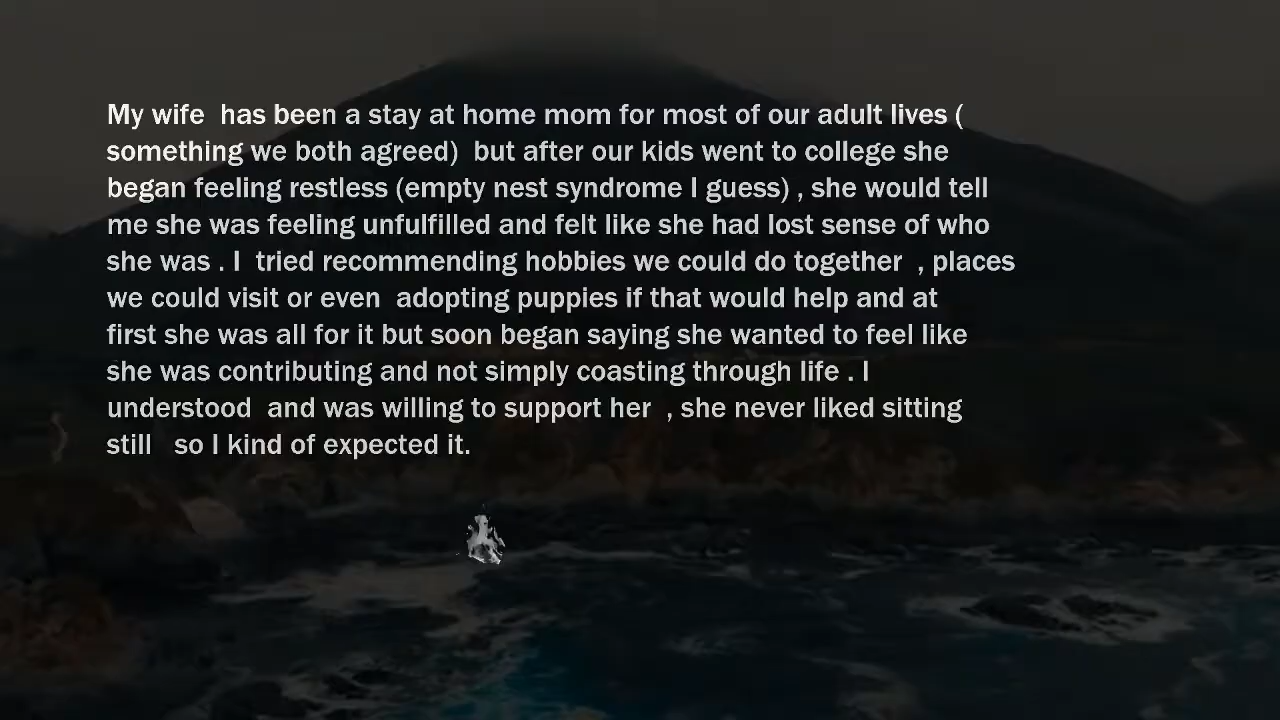 My wife  has been a stay at home mom for most of our adult lives (
something we both agreed)  but after our kids went to college she
began feeling restless (empty nest syndrome I guess) , she would tell
me she was feeling unfulfilled and felt like she had lost sense of who
she was . I  tried recommending hobbies we could do together  , places
we could visit or even  adopting puppies if that would help and at
first she was all for it but soon began saying she wanted to feel like
she was contributing and not simply coasting through life . I
understood  and was willing to support her  , she never liked sitting
still   so I kind of expected it.